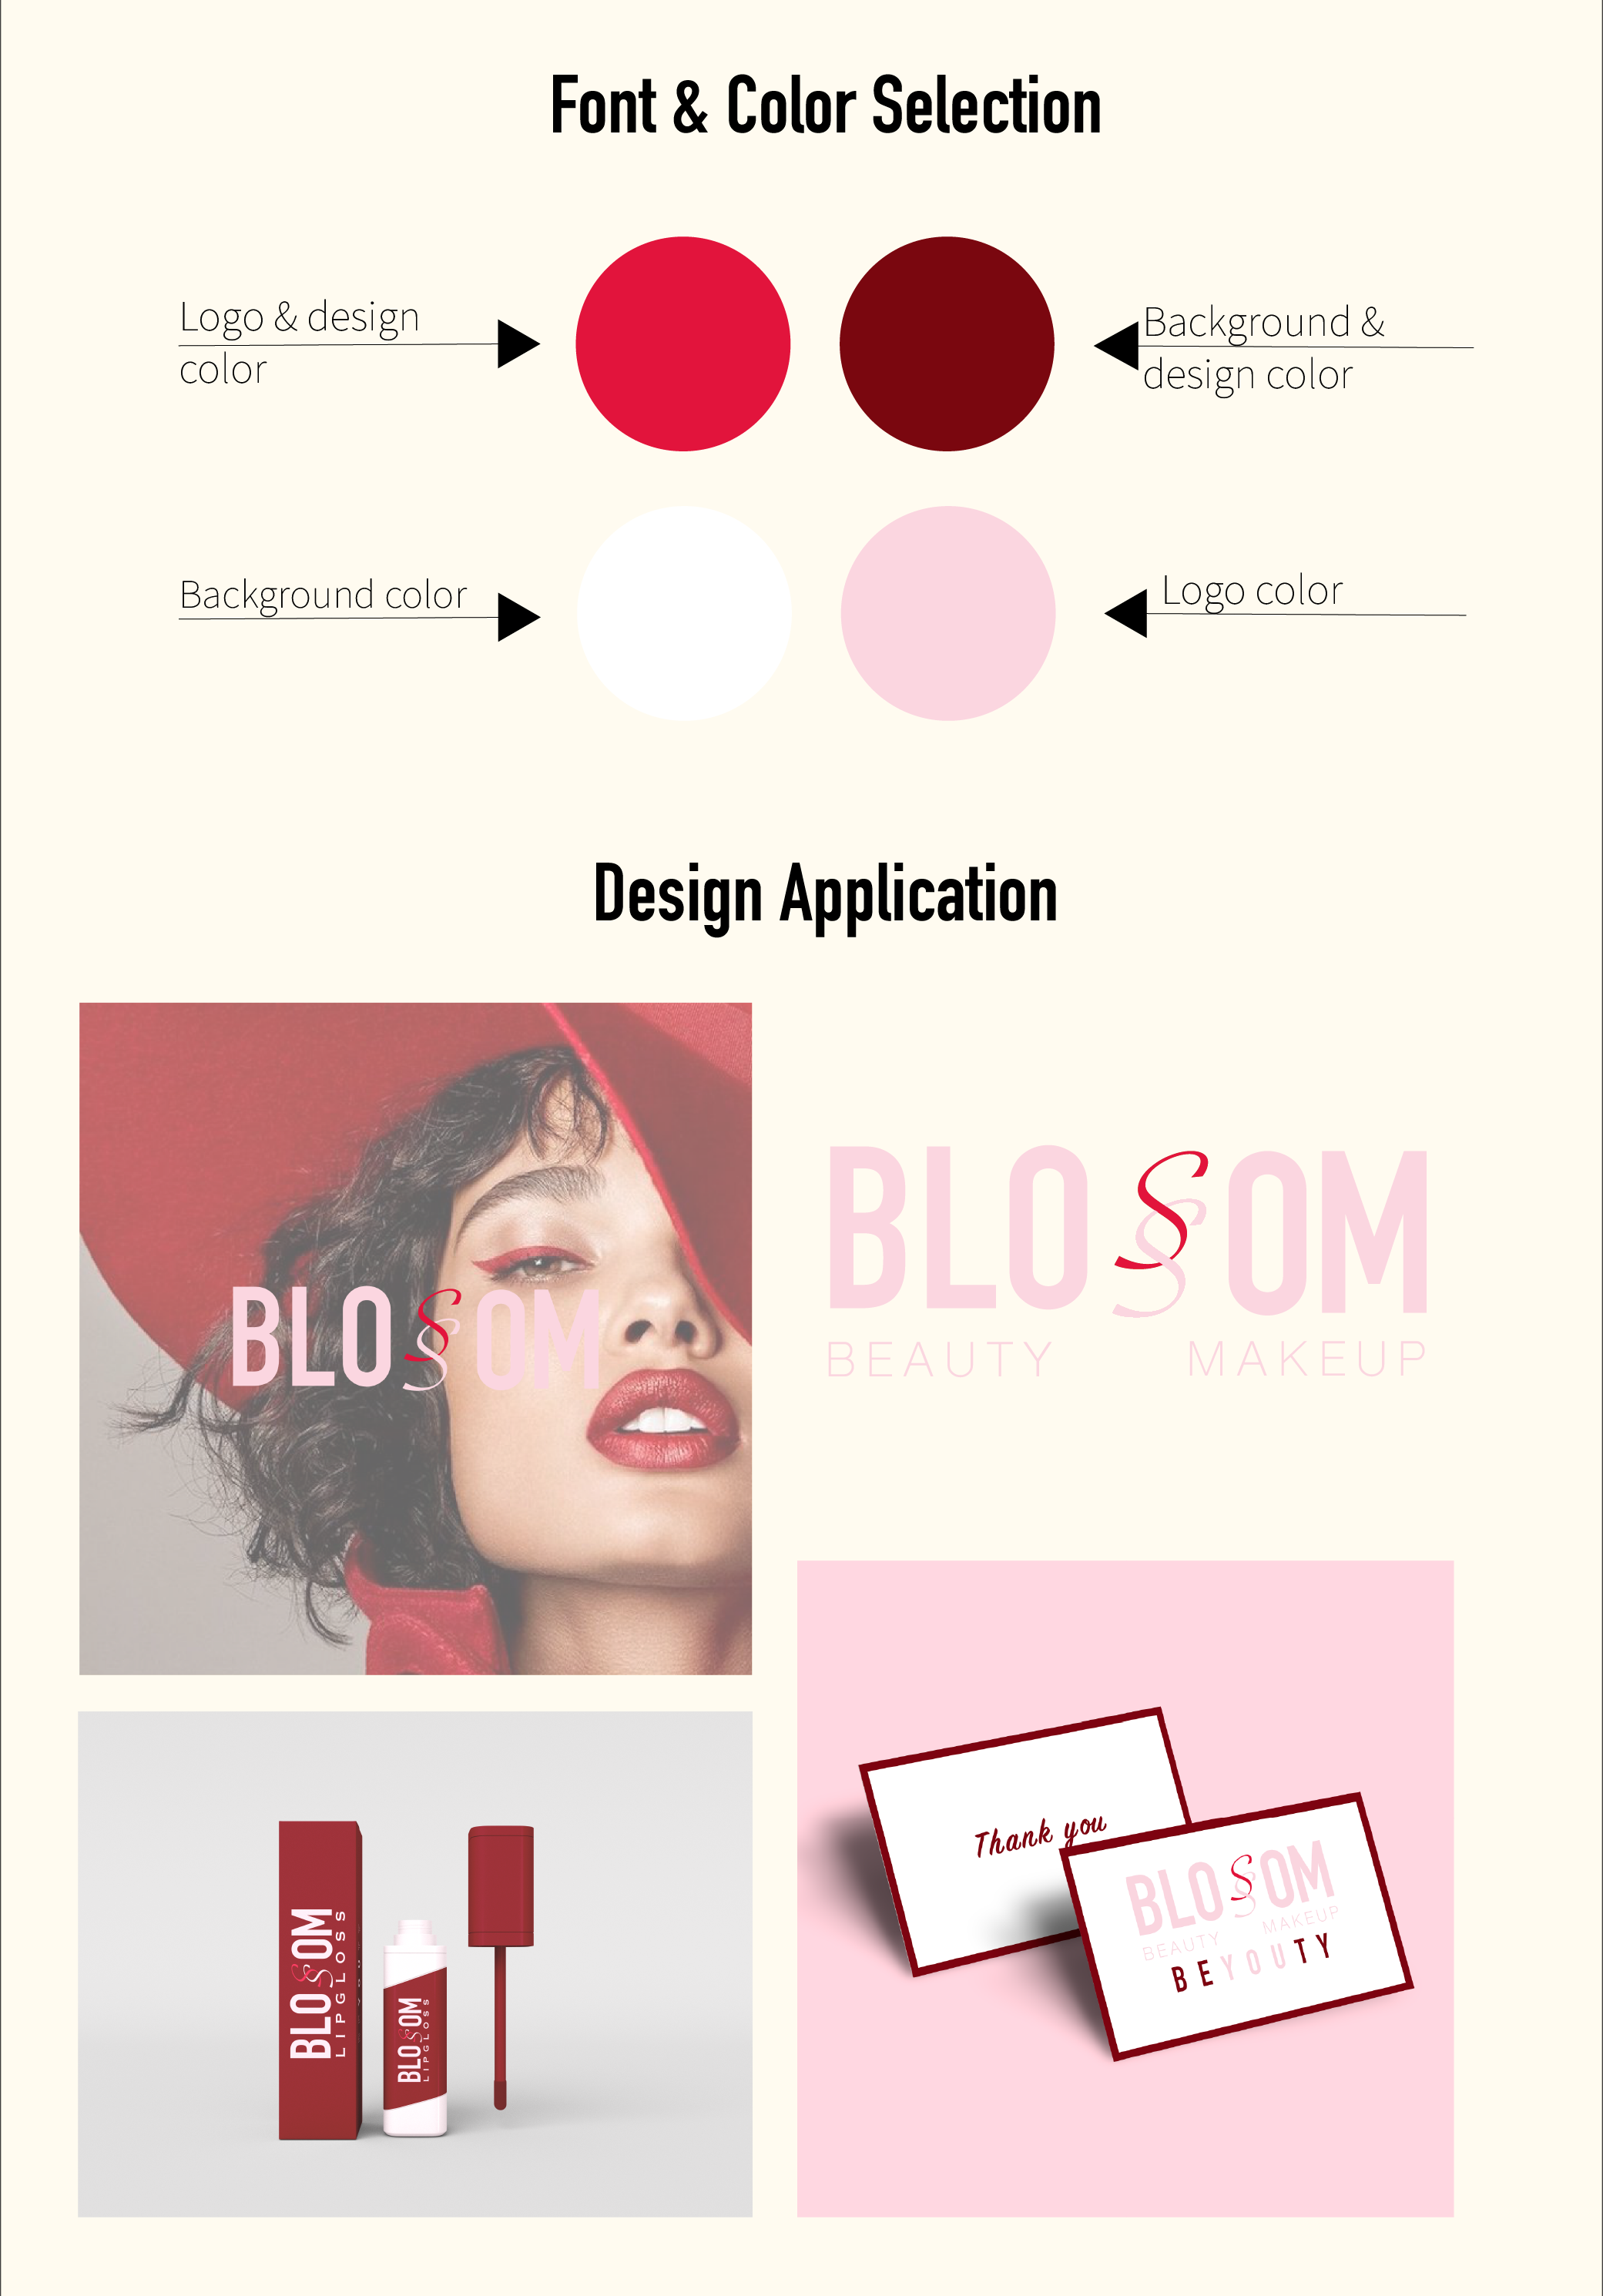 Font & Color Selection
Logo & design
color
Background &
design color
Background color
Logo color
Design Application
BLOSSOM
BLOSSOM
BEAUTY MAKEUP
BLOSSOM
LIPGLOSS
BLOSSOM
LIPGLOSS
Thank you
BLOSSOM
BEAUTY MAKEUP
BEYOUTY